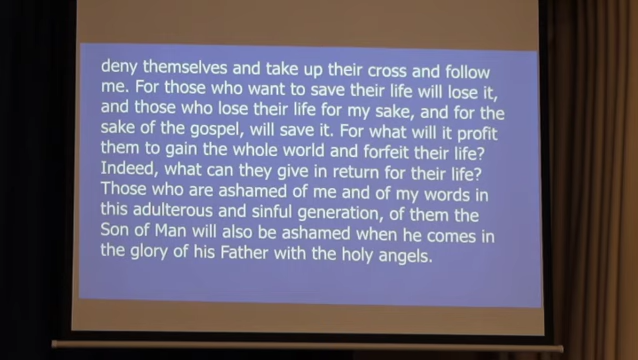 deny themselves and take up their cross and follow
me. For those who want to save their life will lose it,
and those who lose their life for my sake, and for the
sake of the gospel, will save it. For what will it profit
them to gain the whole world and forfeit their life?
Indeed, what can they give in return for their life?
Those who are ashamed of me and of my words in
this adulterous and sinful generation, of them the
Son of Man will also be ashamed when he comes in
the glory of his Father with the holy angels.